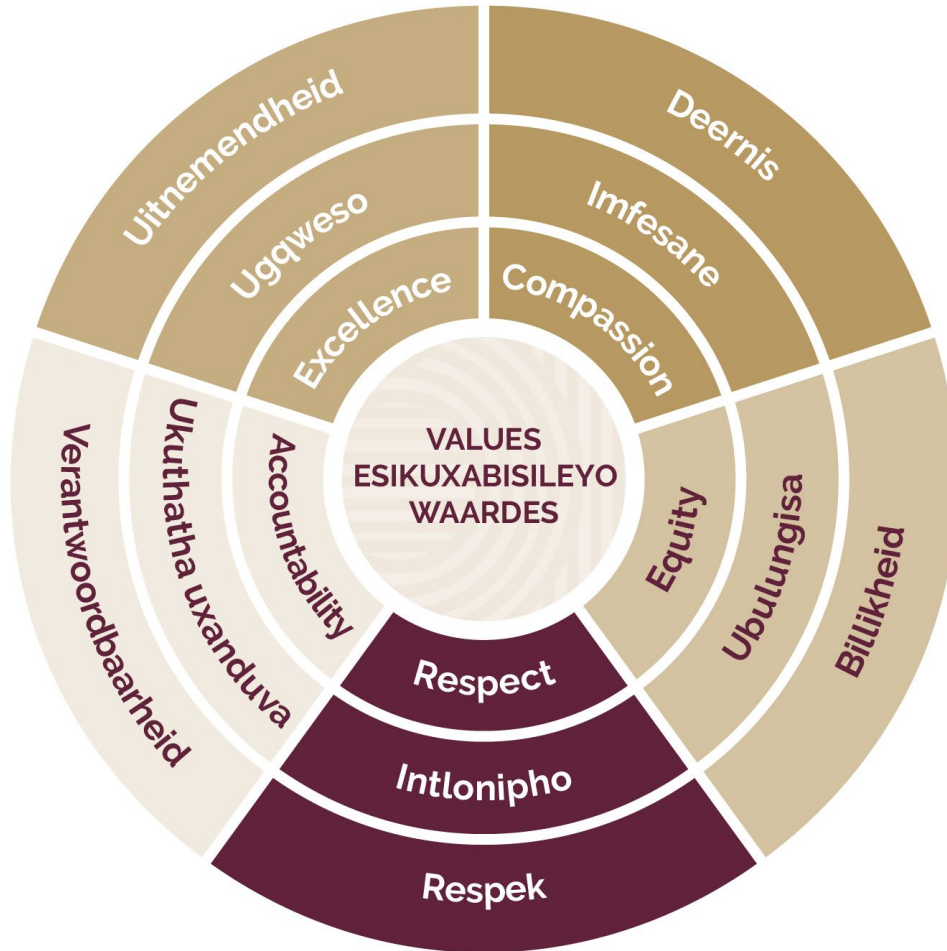 VALUES
ESIKUXABISILEYO
WAARDES
Excellence
Ugqweso
Uitnemendheid
Compassion
Imfesane
Deernis
Equity
Ubulungisa
Billikheid
Respect
Intlonipho
Respek
Accountability
Ukuthatha uxanduva
Verantwoordbaarheid